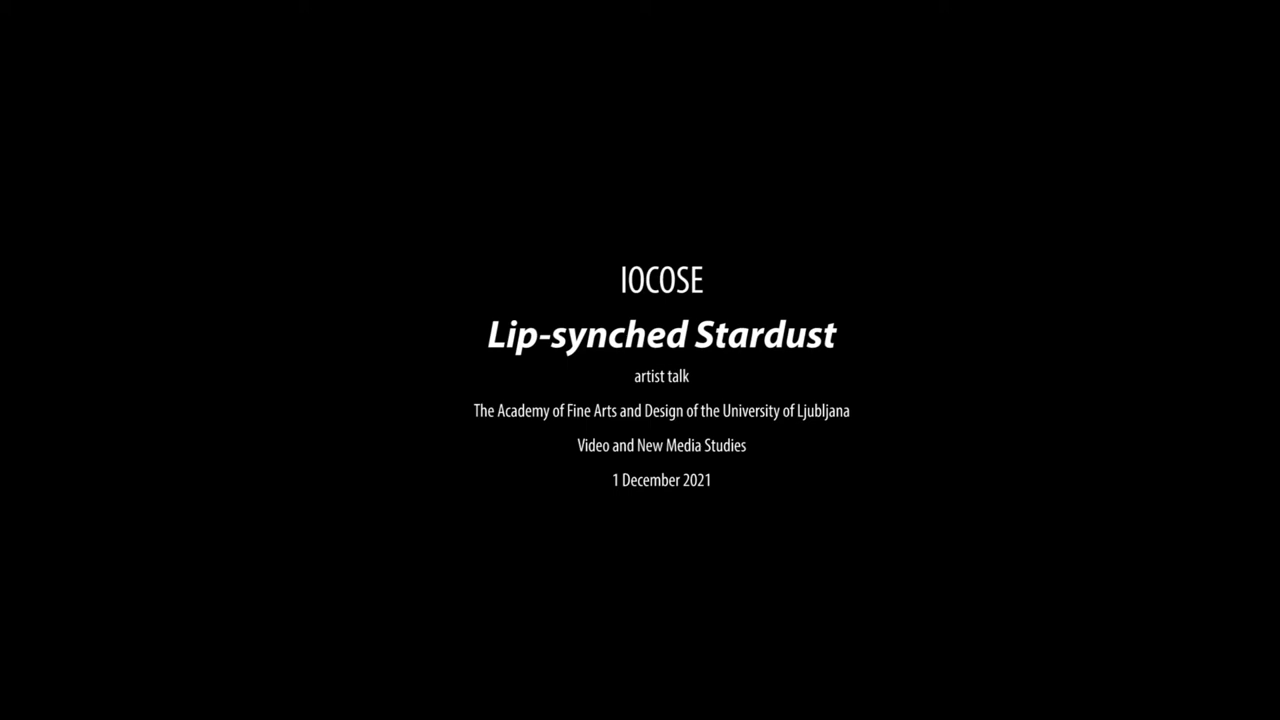 IOCOSE
Lip-synched Stardust
artist talk
The Academy of Fine Arts and Design of the University of Ljubljana
Video and New Media Studies
1 December 2021